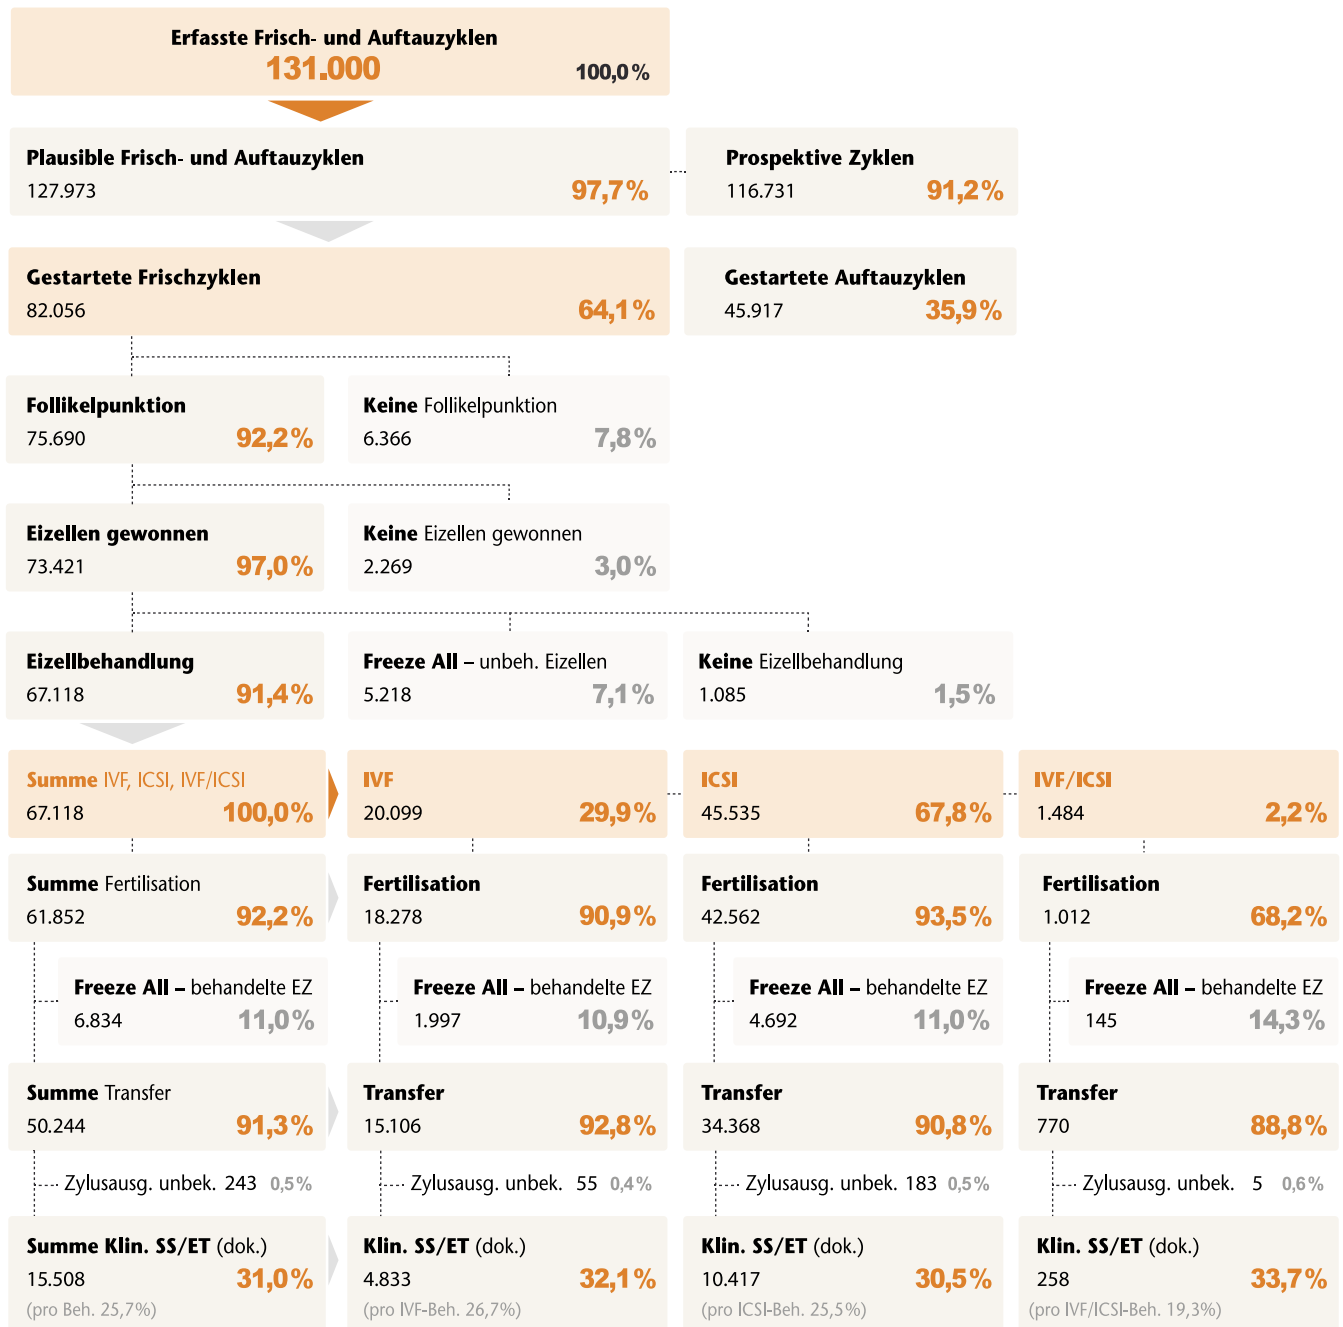 Erfasste Frisch- und Auftauzyklen
131.000 100,0 %
Plausible Frisch- und Auftauzyklen
127.973 97,7 %
Prospektive Zyklen
116.731 91,2 %
Gestartete Frischzyklen
82.056 64,1 %
Gestartete Auftauzyklen
45.917 35,9 %
Follikelpunktion
75.690 92,2 %
Keine Follikelpunktion
6.366 7,8 %
Eizellen gewonnen
73.421 97,0 %
Keine Eizellen gewonnen
2.269 3,0 %
Eizellbehandlung
67.118 91,4 %
Freeze All – unbeh. Eizellen
5.218 7,1 %
Keine Eizellbehandlung
1.085 1,5 %
Summe IVF, ICSI, IVF/ICSI
67.118 100,0 %
IVF
20.099 29,9 %
ICSI
45.535 67,8 %
IVF/ICSI
1.484 2,2 %
Summe Fertilisation
61.852 92,2 %
Fertilisation
18.278 90,9 %
Fertilisation
42.562 93,5 %
Fertilisation
1.012 68,2 %
Freeze All – behandelte EZ
6.834 11,0 %
Freeze All – behandelte EZ
1.997 10,9 %
Freeze All – behandelte EZ
4.692 11,0 %
Freeze All – behandelte EZ
145 14,3 %
Summe Transfer
50.244 91,3 %
Transfer
15.106 92,8 %
Transfer
34.368 90,8 %
Transfer
770 88,8 %
Zylusausg. unbek. 243 0,5 %
Zylusausg. unbek. 55 0,4 %
Zylusausg. unbek. 183 0,5 %
Zylusausg. unbek. 5 0,6 %
Summe Klin. SS/ET (dok.)
15.508 31,0 %
(pro Beh. 25,7%)
Klin. SS/ET (dok.)
4.833 32,1 %
(pro IVF-Beh. 26,7%)
Klin. SS/ET (dok.)
10.417 30,5 %
(pro ICSI-Beh. 25,5%)
Klin. SS/ET (dok.)
258 33,7 %
(pro IVF/ICSI-Beh. 19,3%)